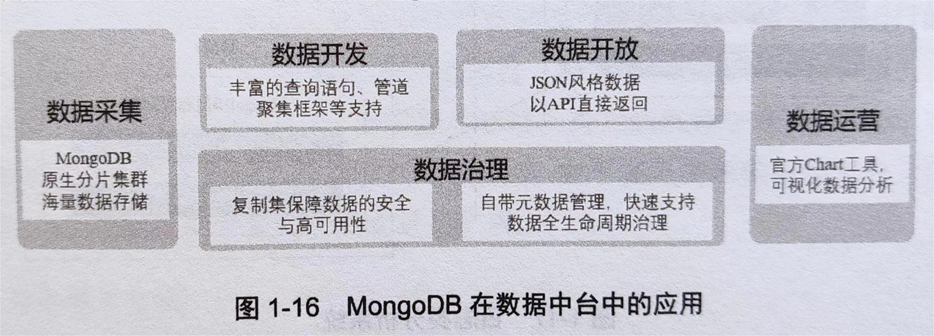 数据采集
MongoDB
原生分片集群
海量数据存储
数据开发
丰富的查询语句、管道
聚集框架等支持
数据开放
JSON风格数据
以API直接返回
数据治理
复制集保障数据的安全
与高可用性
自带元数据管理，快速支持
数据全生命周期治理
数据运营
官方Chart工具，
可视化数据分析
图 1-16 MongoDB 在数据中台中的应用